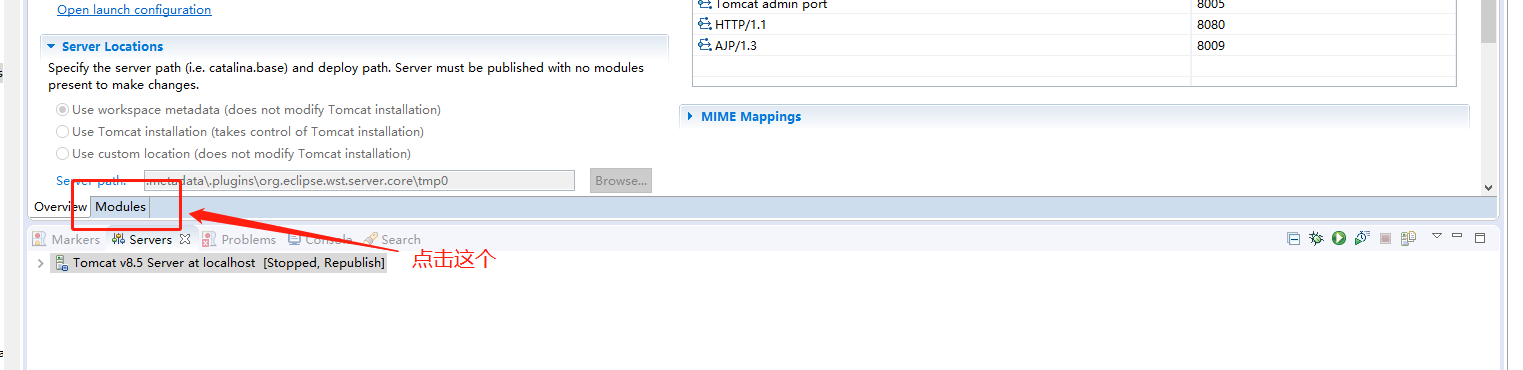 Open launch configuration
Tomcat admin port 8005
HTTP/1.1 8080
AJP/1.3 8009
Server Locations
Specify the server path (i.e. catalina.base) and deploy path. Server must be published with no modules
present to make changes.
Use workspace metadata (does not modify Tomcat installation)
Use Tomcat installation (takes control of Tomcat installation)
Use custom location (does not modify Tomcat installation)
Server path: .metadata\.plugins\org.eclipse.wst.server.core\tmp0 Browse...
MIME Mappings
Overview Modules
Markers Servers Problems Console Search
点击这个
Tomcat v8.5 Server at localhost [Stopped, Republish]